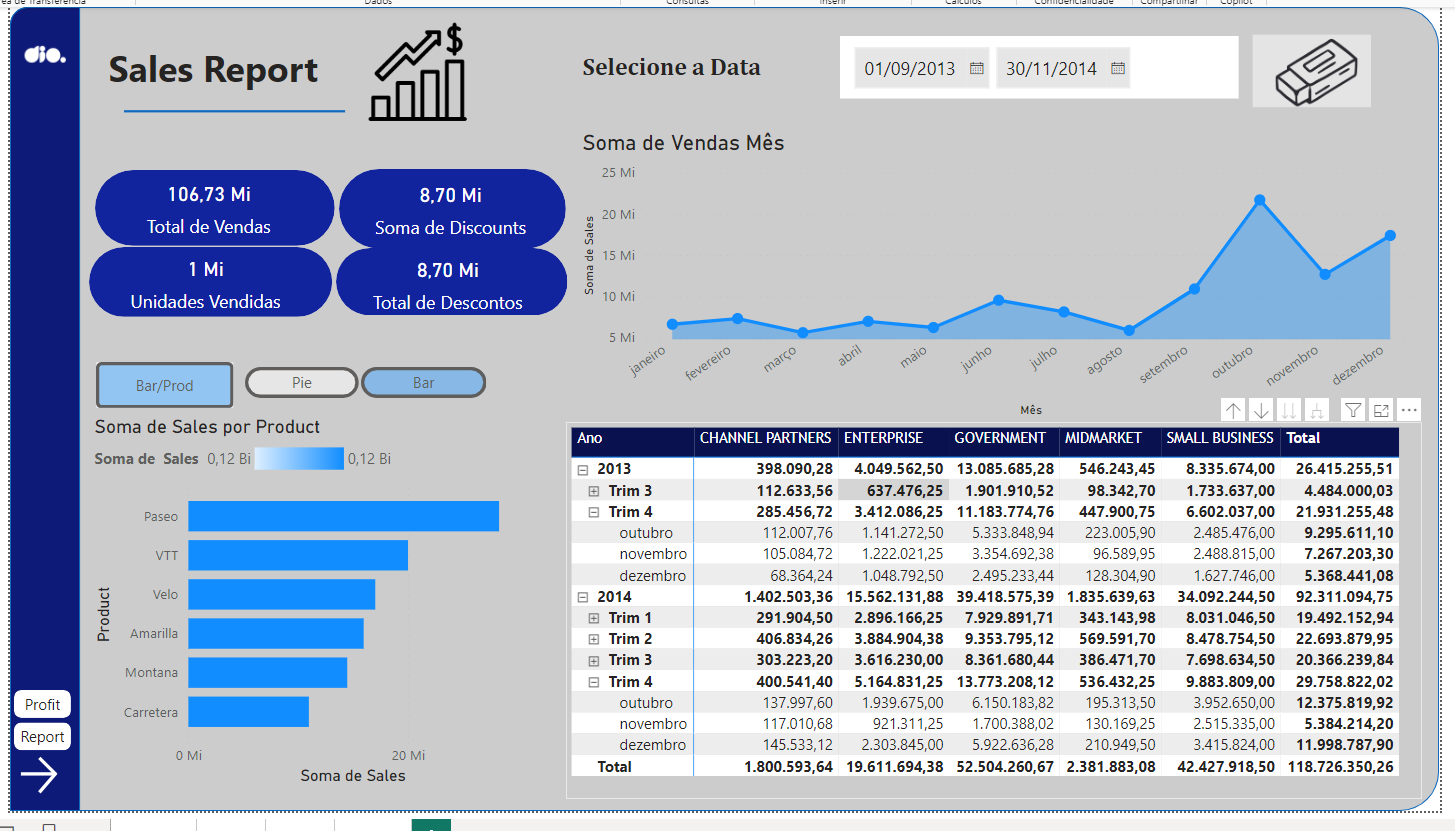 ea de Transferência Dados Consultas Inserir Cálculos Confidencialidade Compartilhar Copilot
dio.
Sales Report
$
Selecione a Data
01/09/2013 30/11/2014
106,73 Mi
Total de Vendas
8,70 Mi
Soma de Discounts
1 Mi
Unidades Vendidas
8,70 Mi
Total de Descontos
Soma de Vendas Mês
Soma de Sales
25 Mi
20 Mi
15 Mi
10 Mi
5 Mi
janeiro fevereiro março abril maio junho julho agosto setembro outubro novembro dezembro
Mês
Bar/Prod Pie Bar
Soma de Sales por Product
Soma de Sales 0,12 Bi 0,12 Bi
Product
Paseo
VTT
Velo
Amarilla
Montana
Carretera
0 Mi 20 Mi
Soma de Sales
Profit
Report
Ano CHANNEL PARTNERS ENTERPRISE GOVERNMENT MIDMARKET SMALL BUSINESS Total
2013 398.090,28 4.049.562,50 13.085.685,28 546.243,45 8.335.674,00 26.415.255,51
Trim 3 112.633,56 637.476,25 1.901.910,52 98.342,70 1.733.637,00 4.484.000,03
Trim 4 285.456,72 3.412.086,25 11.183.774,76 447.900,75 6.602.037,00 21.931.255,48
outubro 112.007,76 1.141.272,50 5.333.848,94 223.005,90 2.485.476,00 9.295.611,10
novembro 105.084,72 1.222.021,25 3.354.692,38 96.589,95 2.488.815,00 7.267.203,30
dezembro 68.364,24 1.048.792,50 2.495.233,44 128.304,90 1.627.746,00 5.368.441,08
2014 1.402.503,36 15.562.131,88 39.418.575,39 1.835.639,63 34.092.244,50 92.311.094,75
Trim 1 291.904,50 2.896.166,25 7.929.891,71 343.143,98 8.031.046,50 19.492.152,94
Trim 2 406.834,26 3.884.904,38 9.353.795,12 569.591,70 8.478.754,50 22.693.879,95
Trim 3 303.223,20 3.616.230,00 8.361.680,44 386.471,70 7.698.634,50 20.366.239,84
Trim 4 400.541,40 5.164.831,25 13.773.208,12 536.432,25 9.883.809,00 29.758.822,02
outubro 137.997,60 1.939.675,00 6.150.183,82 195.313,50 3.952.650,00 12.375.819,92
novembro 117.010,68 921.311,25 1.700.388,02 130.169,25 2.515.335,00 5.384.214,20
dezembro 145.533,12 2.303.845,00 5.922.636,28 210.949,50 3.415.824,00 11.998.787,90
Total 1.800.593,64 19.611.694,38 52.504.260,67 2.381.883,08 42.427.918,50 118.726.350,26